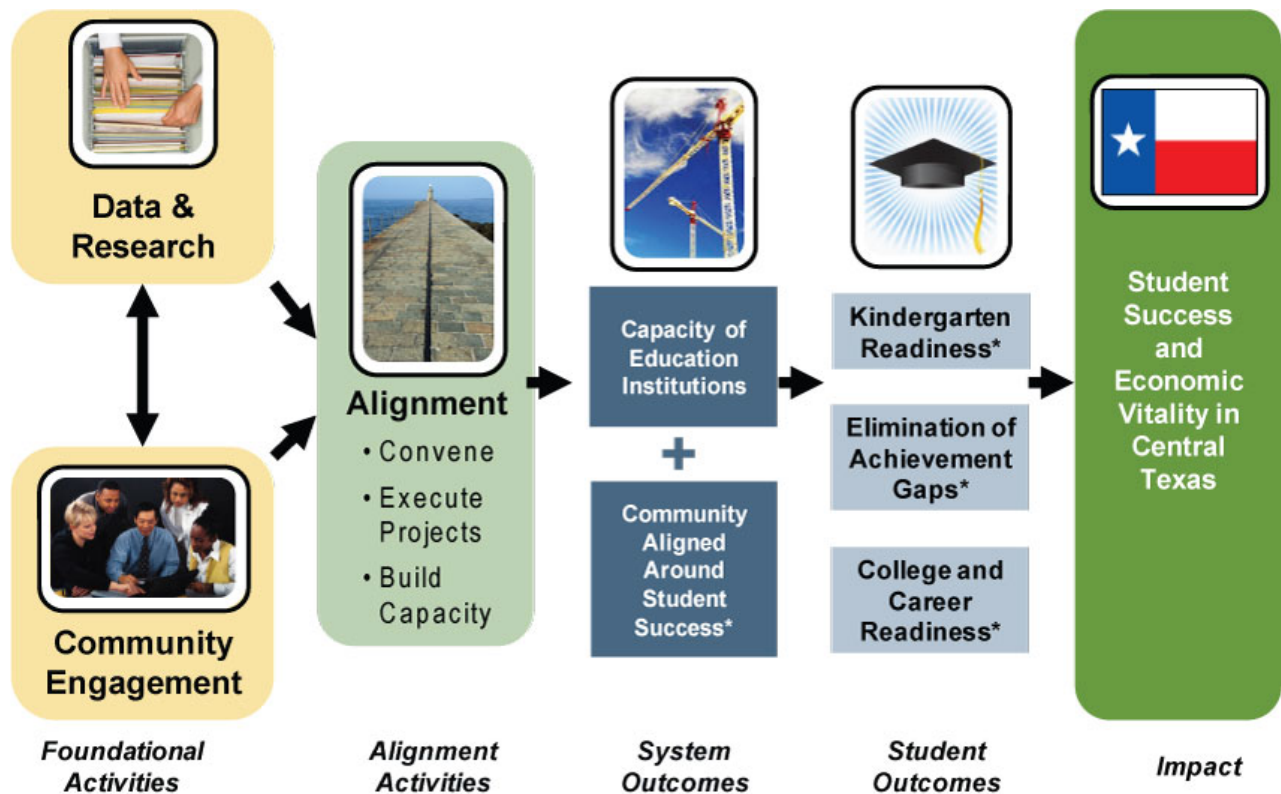 Data &
Research
Community
Engagement
Alignment
• Convene
• Execute
Projects
• Build
Capacity
Capacity of
Education
Institutions
+
Community
Aligned
Around
Student
Success*
Kindergarten
Readiness*
Elimination of
Achievement
Gaps*
College and
Career
Readiness*
Student
Success
and
Economic
Vitality in
Central
Texas
Foundational
Activities
Alignment
Activities
System
Outcomes
Student
Outcomes
Impact